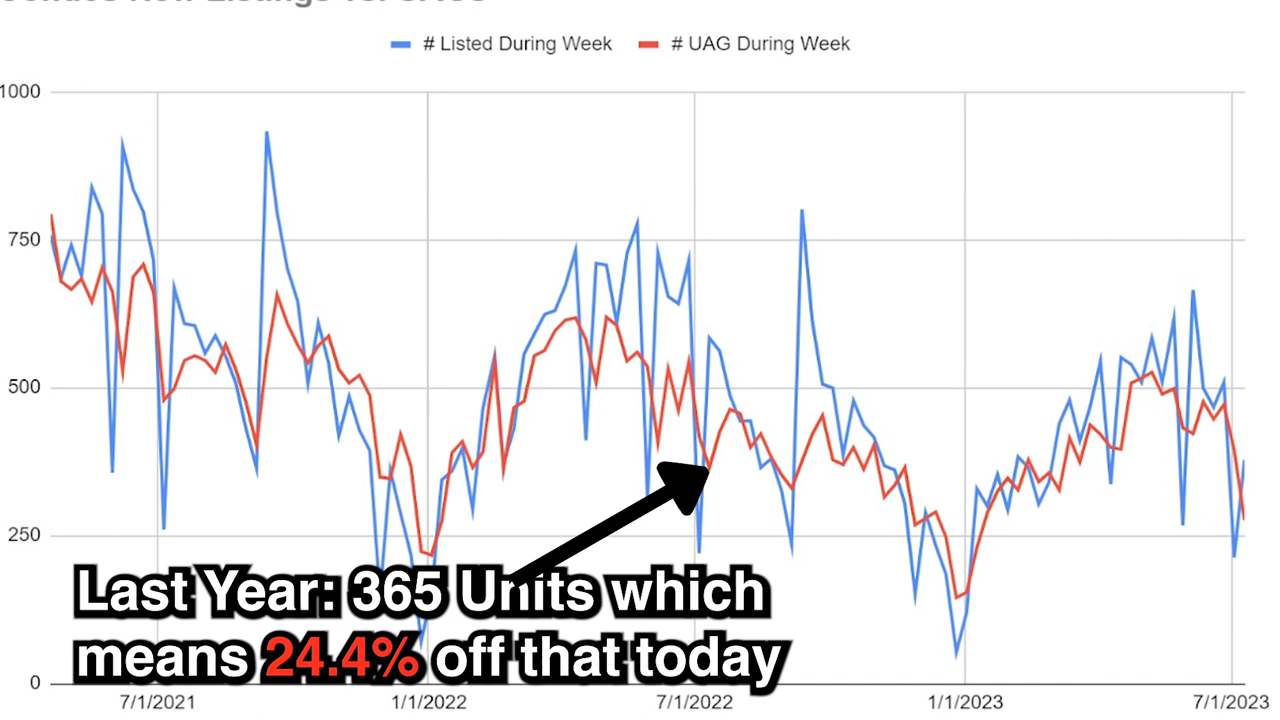 # Listed During Week # UAG During Week
1000
750
500
250
0
7/1/2021 1/1/2022 7/1/2022 1/1/2023 7/1/2023
Last Year: 365 Units which
means 24.4% off that today